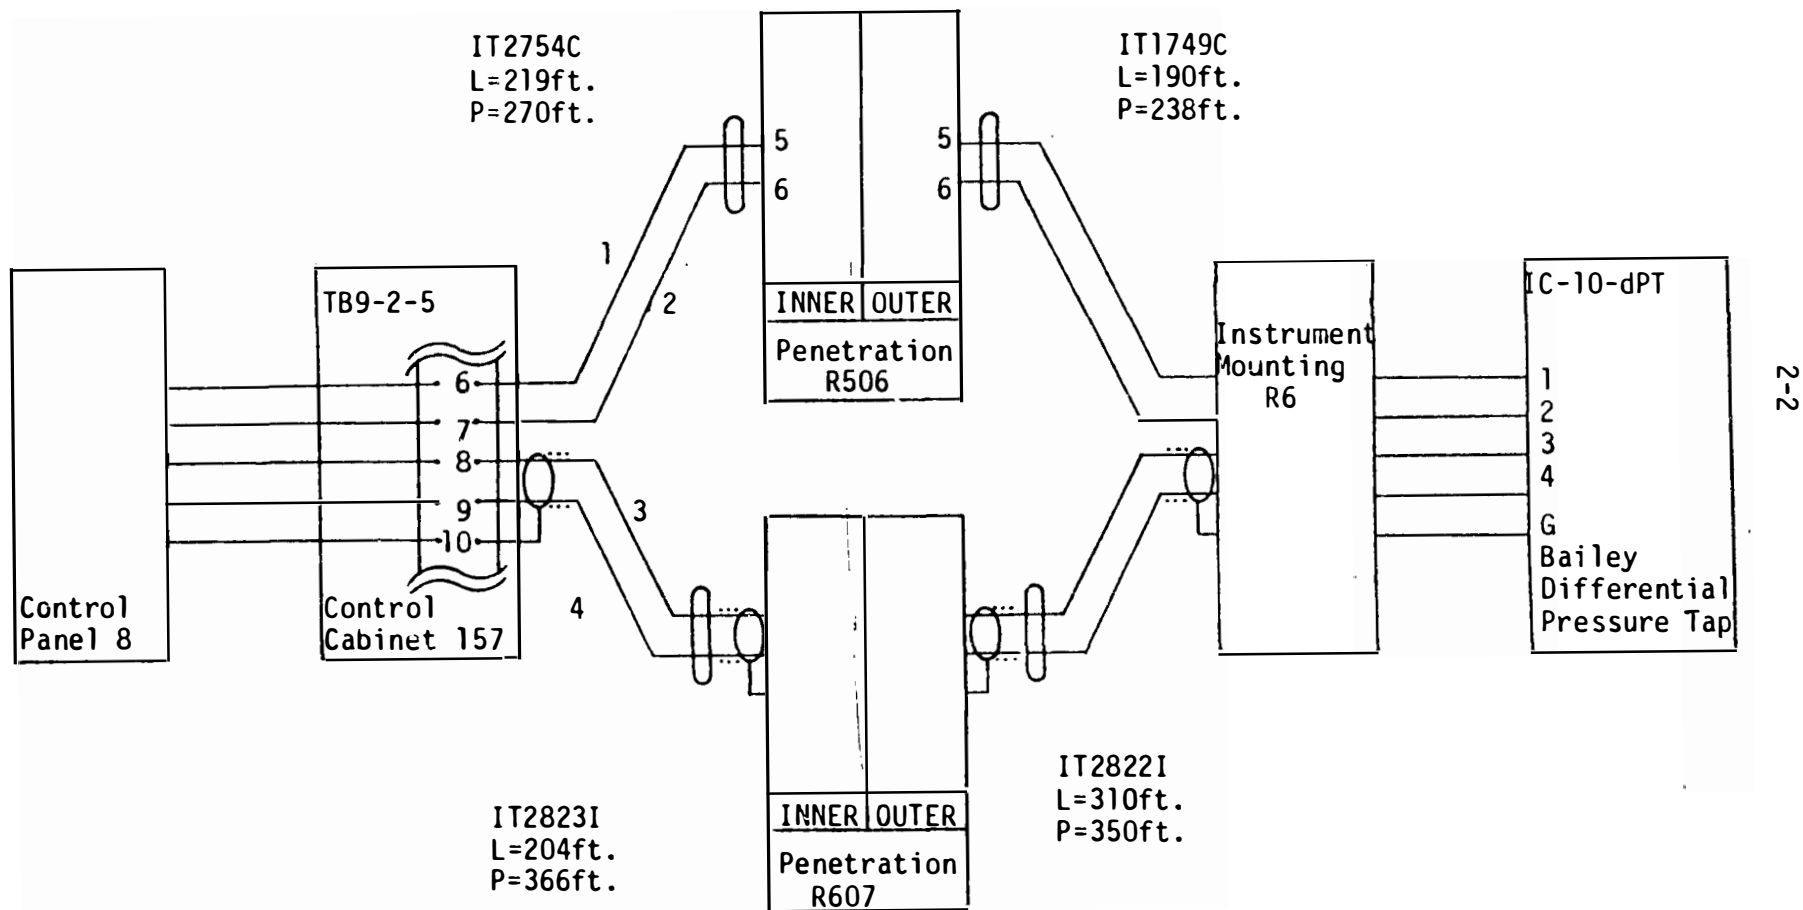 IT2754C
L=219ft.
P=270ft.
IT1749C
L=190ft.
P=238ft.
5
6
5
6
INNER OUTER
Penetration
R506
1
2
TB9-2-5
6
7
8
9
10
Control
Panel 8
Control
Cabinet 157
3
4
Instrument
Mounting
R6
IC-10-dPT
1
2
3
4
G
Bailey
Differential
Pressure Tap
2-2
INNER OUTER
Penetration
R607
IT2823I
L=204ft.
P=366ft.
IT2822I
L=310ft.
P=350ft.